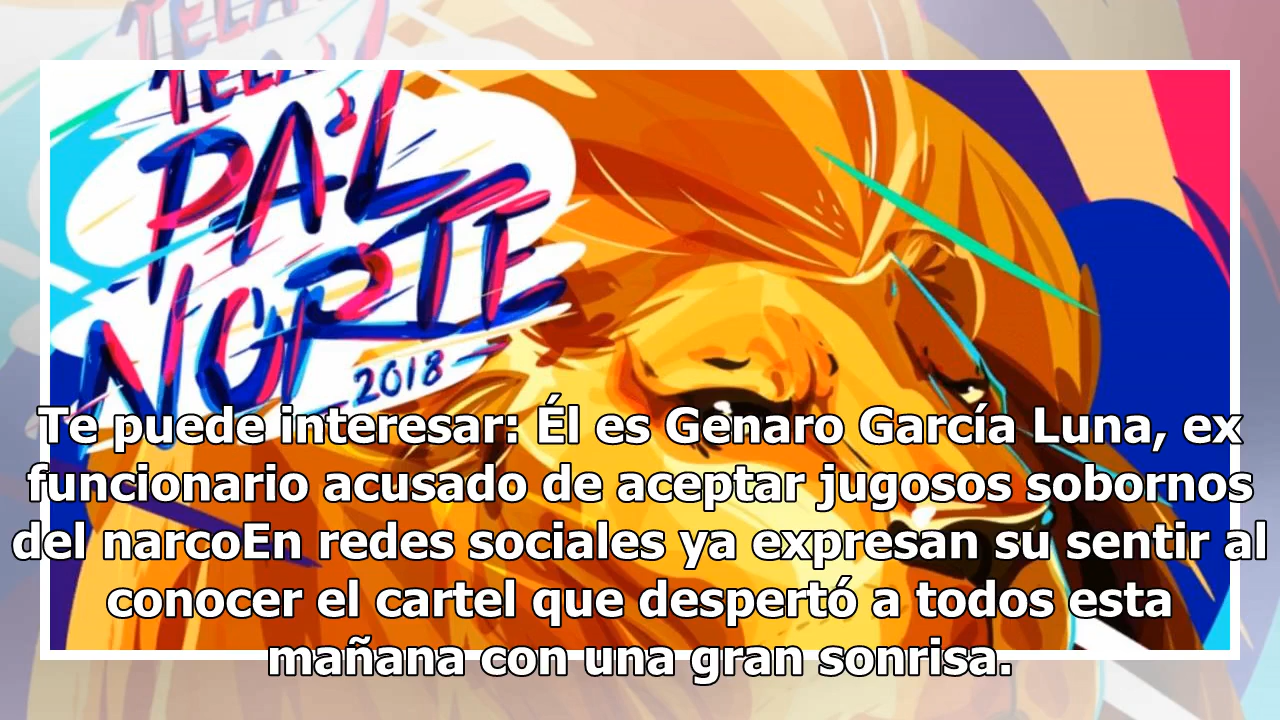 TECA
TECA
PA'L
NORTE
2018
Te puede interesar: Él es Genaro García Luna, ex
funcionario acusado de aceptar jugosos sobornos
del narcoEn redes sociales ya expresan su sentir al
conocer el cartel que despertó a todos esta
mañana con una gran sonrisa.